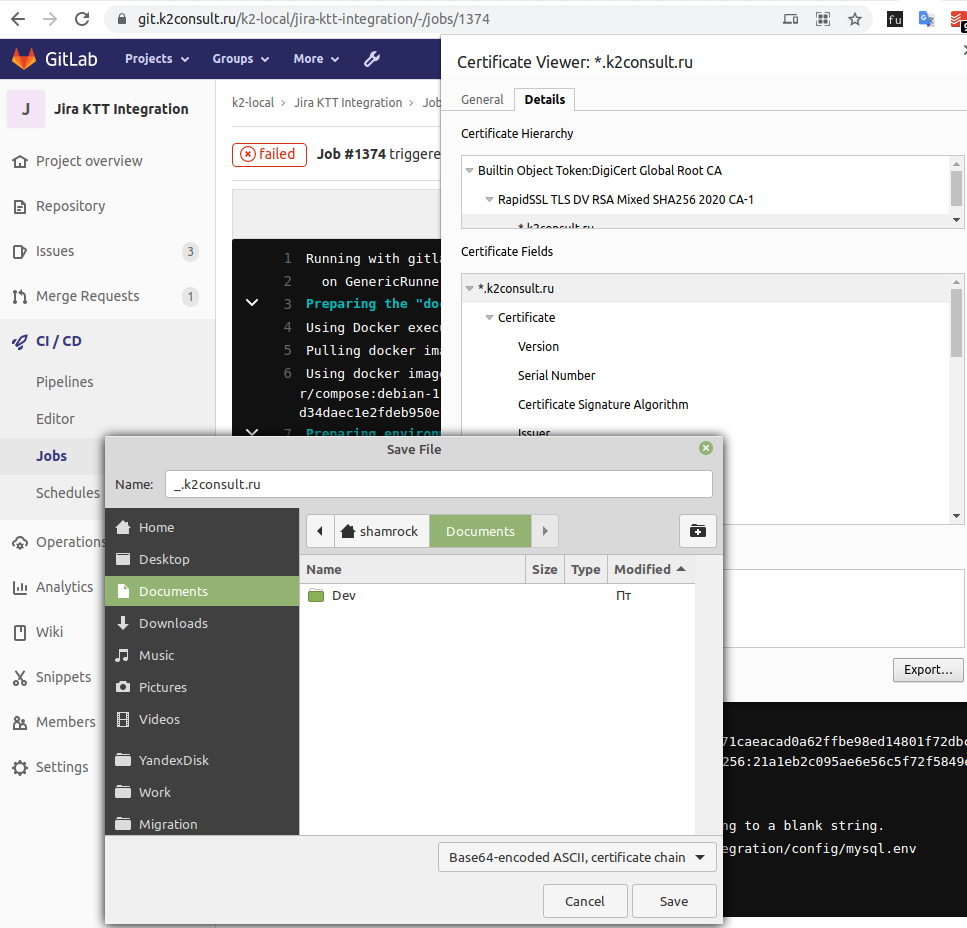 git.k2consult.ru/k2-local/jira-ktt-integration/-/jobs/1374
fu
GitLab Projects Groups More
J Jira KTT Integration
Project overview
Repository
Issues 3
Merge Requests 1
CI / CD
Pipelines
Editor
Jobs
Schedules
Operations
Analytics
Wiki
Snippets
Members
Settings
k2-local › Jira KTT Integration › Job
failed Job #1374 triggere
1 Running with gitla
2 on GenericRunne
3 Preparing the "do
4 Using Docker execu
5 Pulling docker ima
6 Using docker image
r/compose:debian-1
d34daec1e2fdeb950e
7 Preparing environm
Certificate Viewer: *.k2consult.ru
General Details
Certificate Hierarchy
Builtin Object Token:DigiCert Global Root CA
RapidSSL TLS DV RSA Mixed SHA256 2020 CA-1
*.k2consult.ru
Certificate Fields
*.k2consult.ru
Certificate
Version
Serial Number
Certificate Signature Algorithm
Issuer
Export...
Save File
Name: _.k2consult.ru
Home
Desktop
Documents
Downloads
Music
Pictures
Videos
YandexDisk
Work
Migration
shamrock Documents
Name Size Type Modified
Dev Пт
Base64-encoded ASCII, certificate chain
Cancel Save
71caeacad0a62ffbe98ed14801f72dbc
256:21a1eb2c095ae6e56c5f72f5849e
ng to a blank string.
egration/config/mysql.env